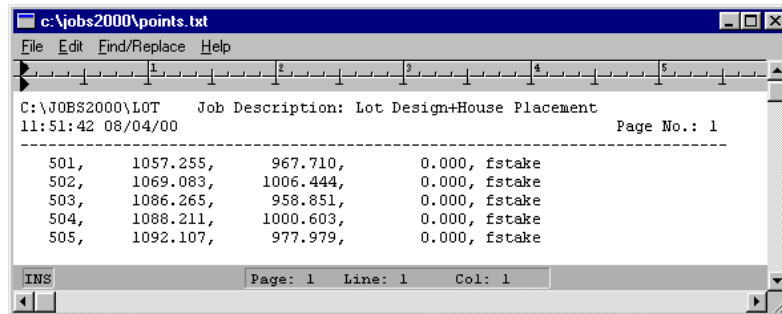 c:\jobs2000\points.txt
File Edit Find/Replace Help
1 2 3 4 5
C:\JOBS2000\LOT Job Description: Lot Design+House Placement
11:51:42 08/04/00 Page No.: 1
--------------------------------------------------------------------------------
501, 1057.255, 967.710, 0.000, fstake
502, 1069.083, 1006.444, 0.000, fstake
503, 1086.265, 958.851, 0.000, fstake
504, 1088.211, 1000.603, 0.000, fstake
505, 1092.107, 977.979, 0.000, fstake
INS Page: 1 Line: 1 Col: 1